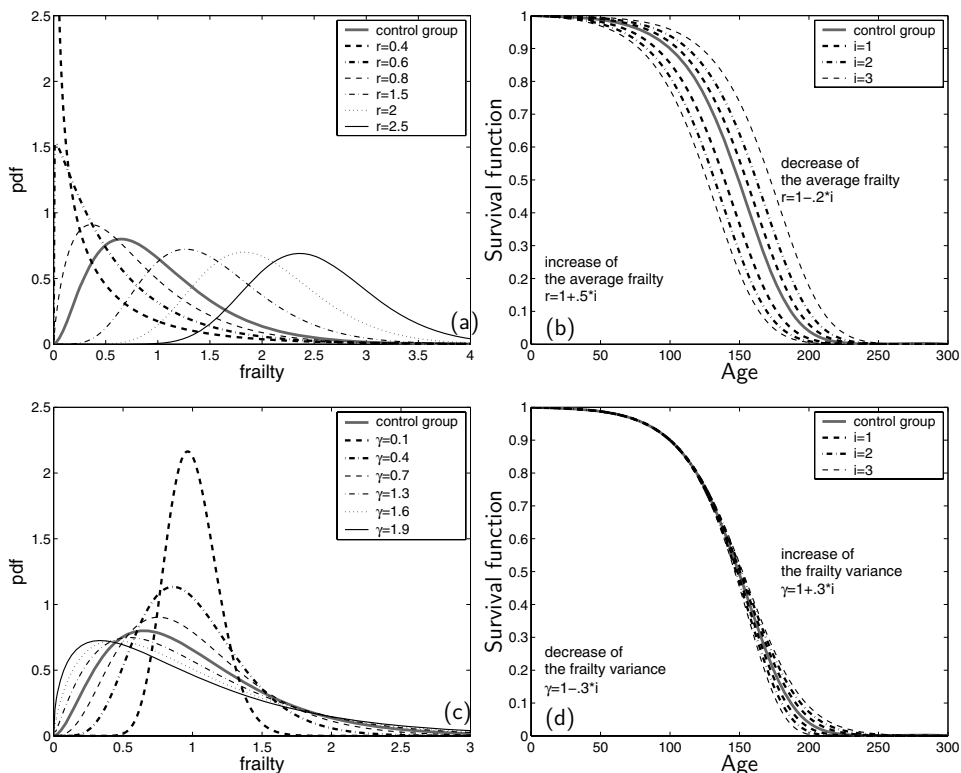 2.5
2
1.5
1
0.5
0
0 0.5 1 1.5 2 2.5 3 3.5 4
pdf
frailty
control group
r=0.4
r=0.6
r=0.8
r=1.5
r=2
r=2.5
(a)
1
0.9
0.8
0.7
0.6
0.5
0.4
0.3
0.2
0.1
0
0 50 100 150 200 250 300
Survival function
Age
control group
i=1
i=2
i=3
decrease of
the average frailty
r=1−.2*i
increase of
the average frailty
r=1+.5*i
(b)
2.5
2
1.5
1
0.5
0
0 0.5 1 1.5 2 2.5 3
pdf
frailty
control group
γ=0.1
γ=0.4
γ=0.7
γ=1.3
γ=1.6
γ=1.9
(c)
1
0.9
0.8
0.7
0.6
0.5
0.4
0.3
0.2
0.1
0
0 50 100 150 200 250 300
Survival function
Age
control group
i=1
i=2
i=3
increase of
the frailty variance
γ=1+.3*i
decrease of
the frailty variance
γ=1−.3*i
(d)